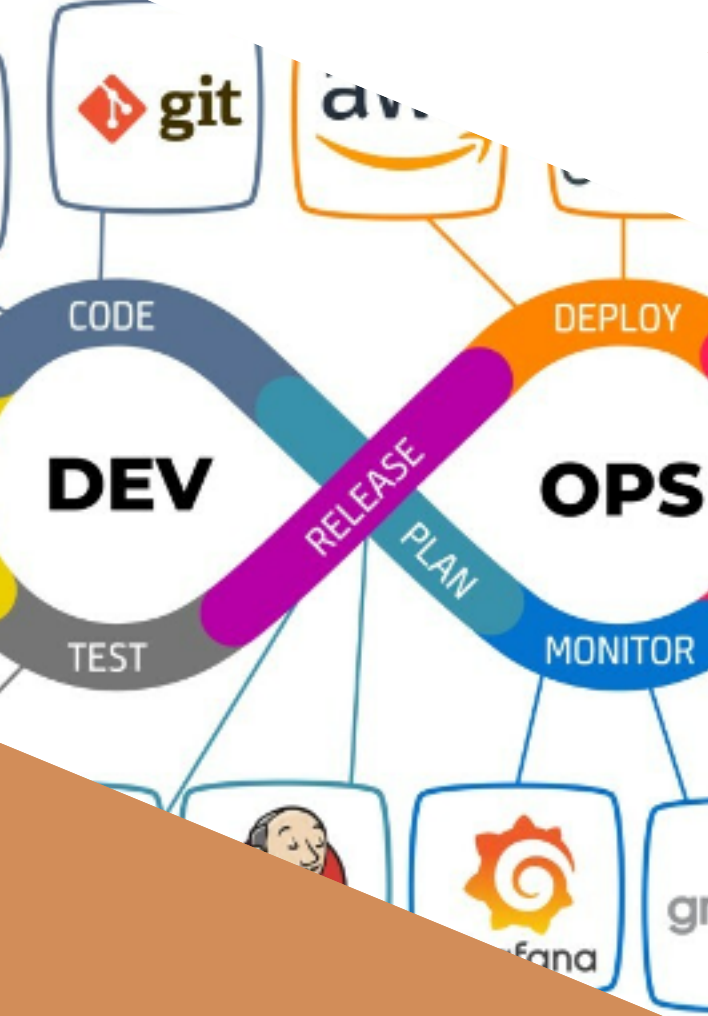 git
CODE
DEPLOY
DEV
OPS
RELEASE
PLAN
TEST
MONITOR